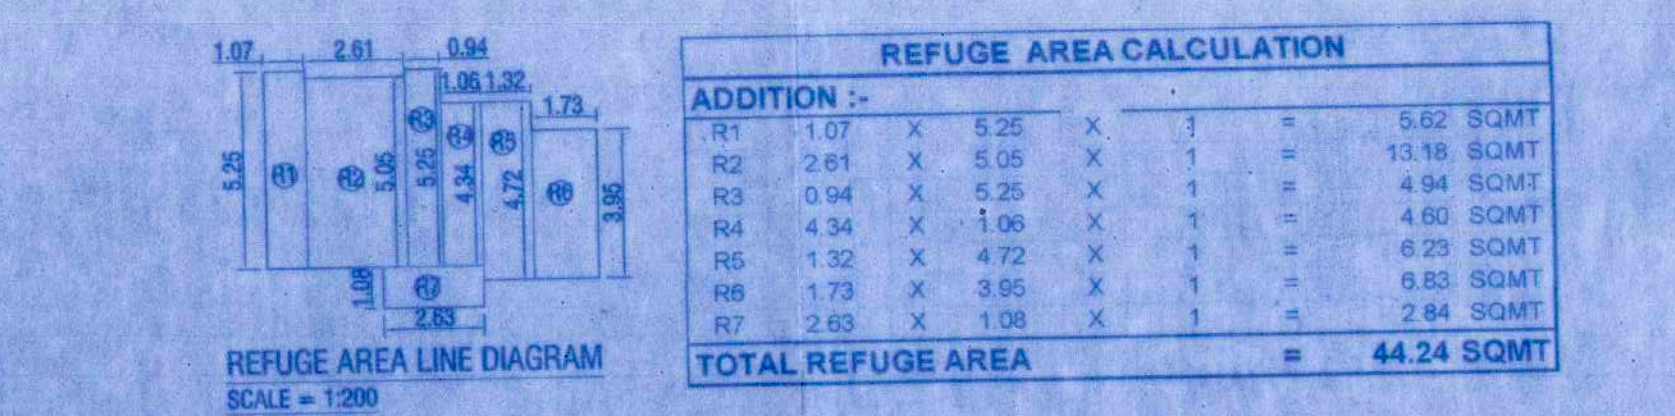 1.07 2.61 0.94
1.06 1.32
1.73
5.25 R1 R2 5.05 R3 5.25 R4 4.34 R5 4.72 R6 3.95
1.08 R7
2.63
REFUGE AREA LINE DIAGRAM
SCALE = 1:200
REFUGE AREA CALCULATION
ADDITION :-
R1 1.07 X 5.25 X 1 = 5.62 SQMT
R2 2.61 X 5.05 X 1 = 13.18 SQMT
R3 0.94 X 5.25 X 1 = 4.94 SQMT
R4 4.34 X 1.06 X 1 = 4.60 SQMT
R5 1.32 X 4.72 X 1 = 6.23 SQMT
R6 1.73 X 3.95 X 1 = 6.83 SQMT
R7 2.63 X 1.08 X 1 = 2.84 SQMT
TOTAL REFUGE AREA = 44.24 SQMT